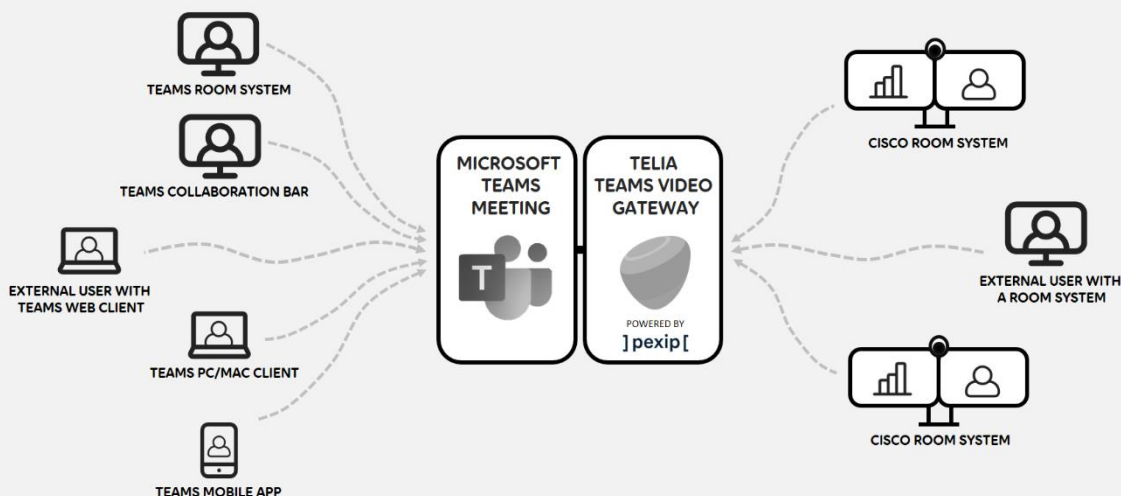 TEAMS ROOM SYSTEM
TEAMS COLLABORATION BAR
EXTERNAL USER WITH
TEAMS WEB CLIENT
TEAMS PC/MAC CLIENT
TEAMS MOBILE APP
MICROSOFT
TEAMS
MEETING
T
TELIA
TEAMS VIDEO
GATEWAY
POWERED BY
]pexip[
CISCO ROOM SYSTEM
EXTERNAL USER WITH
A ROOM SYSTEM
CISCO ROOM SYSTEM